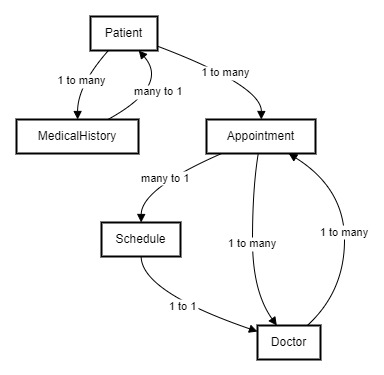 Patient
1 to many
1 to many
many to 1
MedicalHistory
Appointment
many to 1
Schedule
1 to many
1 to many
1 to 1
Doctor